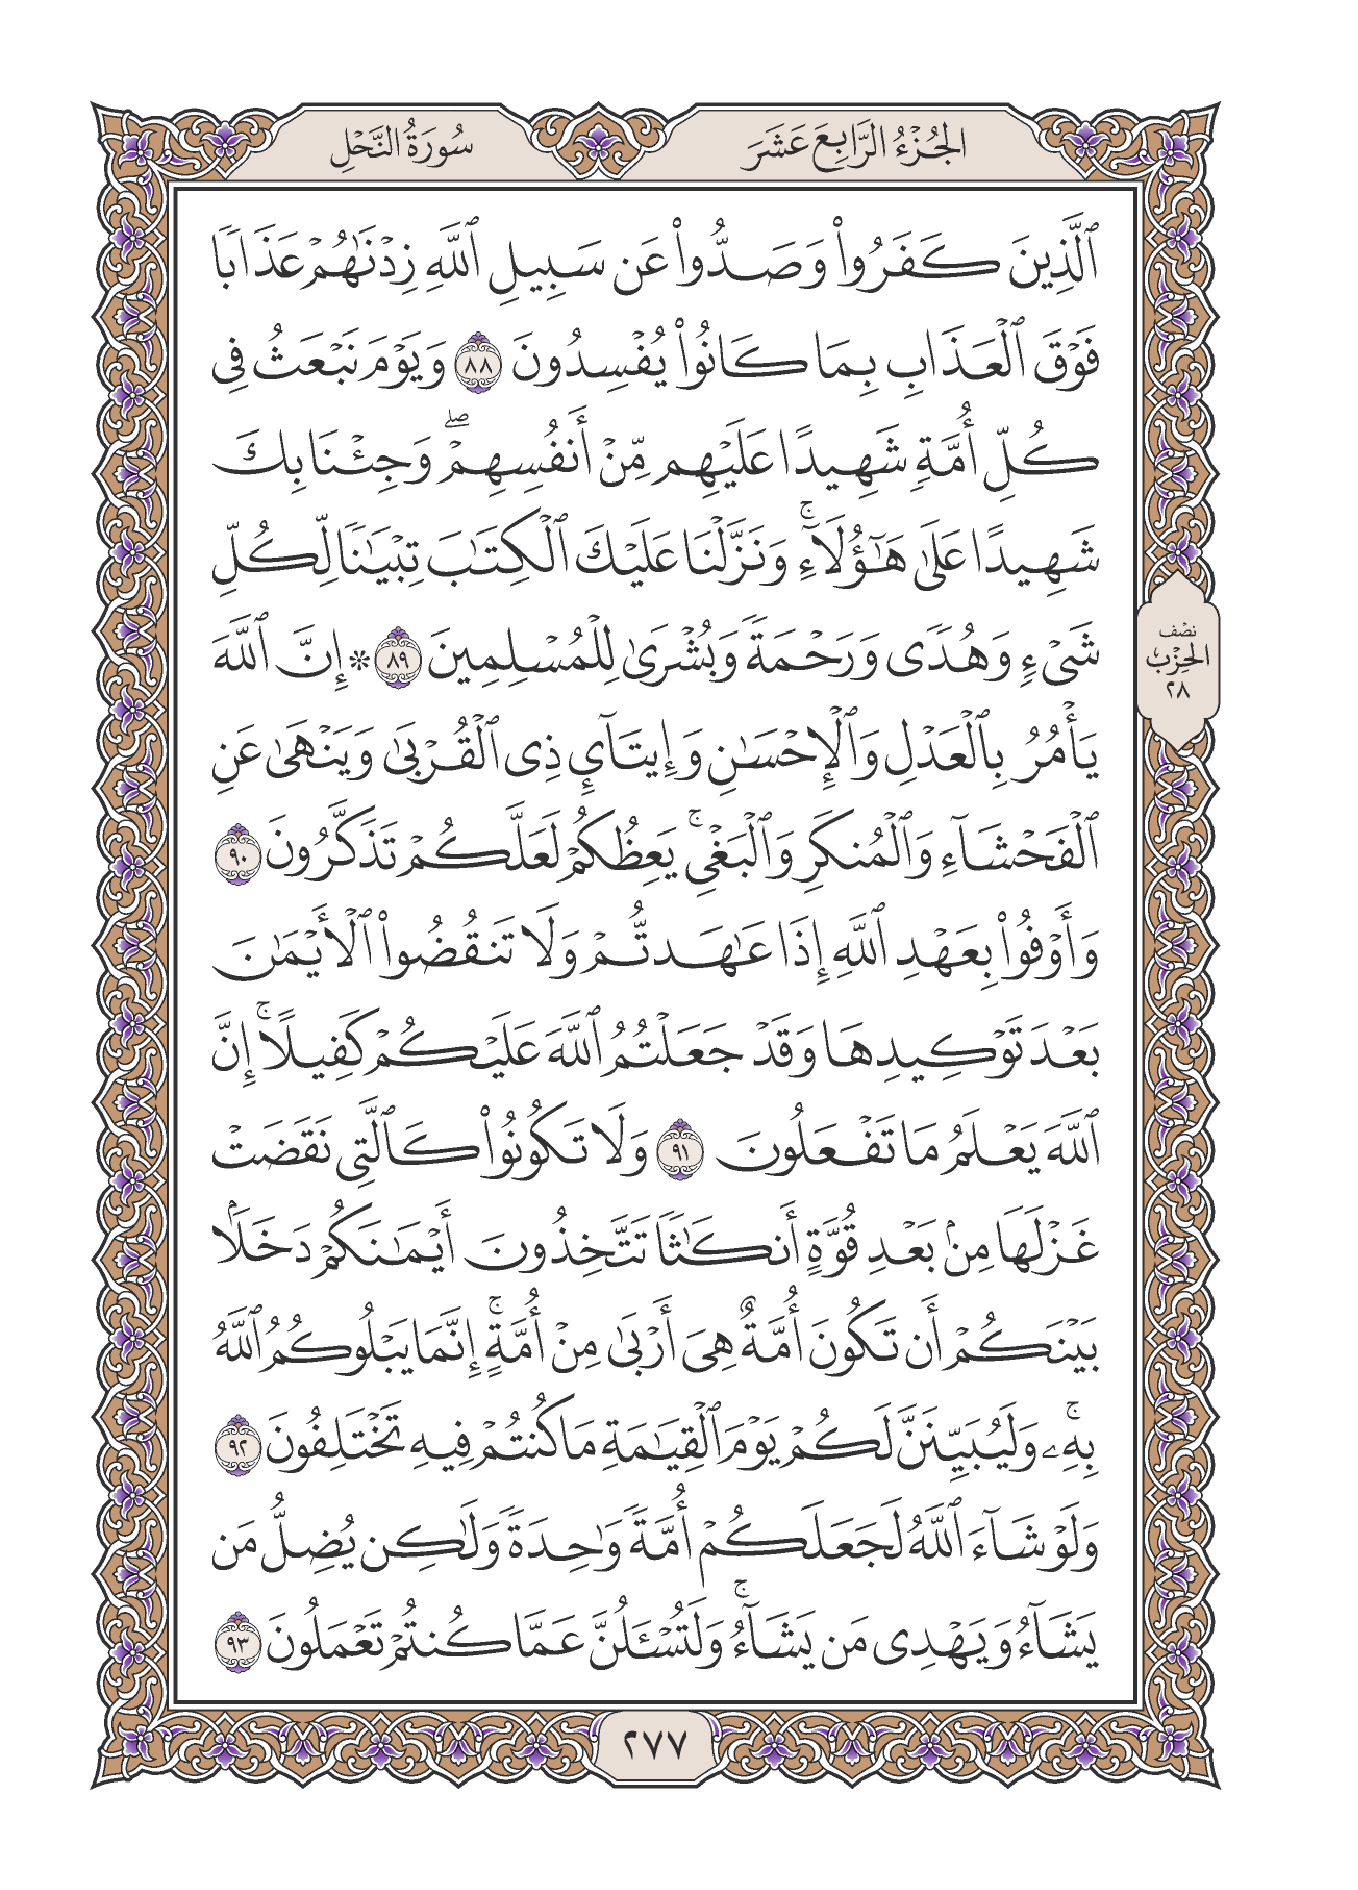 الجُزْءُ الرَّابِعَ عَشَرَ
سُورَةُ النَّحْلِ
ٱلَّذِينَ كَفَرُوا۟ وَصَدُّوا۟ عَن سَبِيلِ ٱللَّهِ زِدْنَٰهُمْ عَذَابًا
فَوْقَ ٱلْعَذَابِ بِمَا كَانُوا۟ يُفْسِدُونَ ٨٨ وَيَوْمَ نَبْعَثُ فِى
كُلِّ أُمَّةٍ شَهِيدًا عَلَيْهِم مِّنْ أَنفُسِهِمْ ۖ وَجِئْنَا بِكَ
شَهِيدًا عَلَىٰ هَٰٓؤُلَآءِ ۚ وَنَزَّلْنَا عَلَيْكَ ٱلْكِتَٰبَ تِبْيَٰنًا لِّكُلِّ
شَىْءٍ وَهُدًى وَرَحْمَةً وَبُشْرَىٰ لِلْمُسْلِمِينَ ٨٩ ۞ إِنَّ ٱللَّهَ
يَأْمُرُ بِٱلْعَدْلِ وَٱلْإِحْسَٰنِ وَإِيتَآئِ ذِى ٱلْقُرْبَىٰ وَيَنْهَىٰ عَنِ
ٱلْفَحْشَآءِ وَٱلْمُنكَرِ وَٱلْبَغْىِ ۚ يَعِظُكُمْ لَعَلَّكُمْ تَذَكَّرُونَ ٩٠
وَأَوْفُوا۟ بِعَهْدِ ٱللَّهِ إِذَا عَٰهَدتُّمْ وَلَا تَنقُضُوا۟ ٱلْأَيْمَٰنَ
بَعْدَ تَوْكِيدِهَا وَقَدْ جَعَلْتُمُ ٱللَّهَ عَلَيْكُمْ كَفِيلًا ۚ إِنَّ
ٱللَّهَ يَعْلَمُ مَا تَفْعَلُونَ ٩١ وَلَا تَكُونُوا۟ كَٱلَّتِى نَقَضَتْ
غَزْلَهَا مِنۢ بَعْدِ قُوَّةٍ أَنكَٰثًا تَتَّخِذُونَ أَيْمَٰنَكُمْ دَخَلًۢا
بَيْنَكُمْ أَن تَكُونَ أُمَّةٌ هِىَ أَرْبَىٰ مِنْ أُمَّةٍ ۚ إِنَّمَا يَبْلُوكُمُ ٱللَّهُ
بِهِۦ ۚ وَلَيُبَيِّنَنَّ لَكُمْ يَوْمَ ٱلْقِيَٰمَةِ مَا كُنتُمْ فِيهِ تَخْتَلِفُونَ ٩٢
وَلَوْ شَآءَ ٱللَّهُ لَجَعَلَكُمْ أُمَّةً وَٰحِدَةً وَلَٰكِن يُضِلُّ مَن
يَشَآءُ وَيَهْدِى مَن يَشَآءُ ۚ وَلَتُسْـَٔلُنَّ عَمَّا كُنتُمْ تَعْمَلُونَ ٩٣
نصف
الحزب
٢٨
٢٧٧